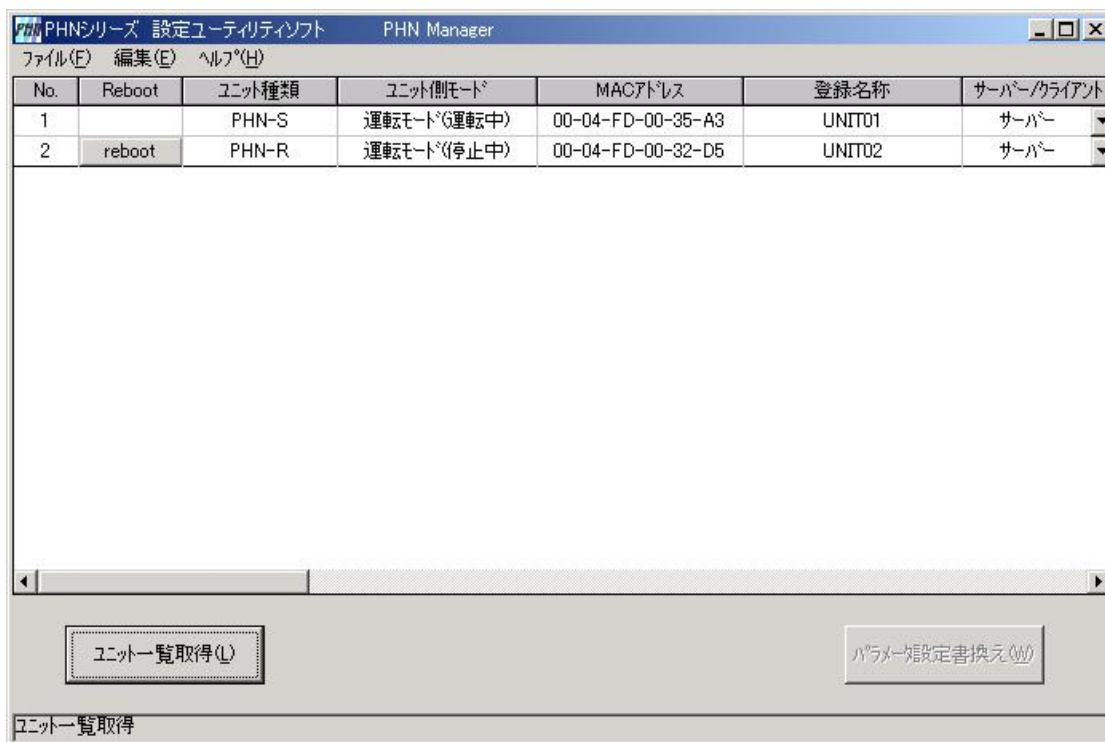 PHN PHNシリーズ 設定ユーティリティソフト PHN Manager
ファイル(F) 編集(E) ヘルプ(H)
No. Reboot ユニット種類 ユニット側モード MACアドレス 登録名称 サーバー/クライアント
1 PHN-S 運転モード(運転中) 00-04-FD-00-35-A3 UNIT01 サーバー
2 reboot PHN-R 運転モード(停止中) 00-04-FD-00-32-D5 UNIT02 サーバー
ユニット一覧取得(L) パラメータ設定書換え(W)
ユニット一覧取得